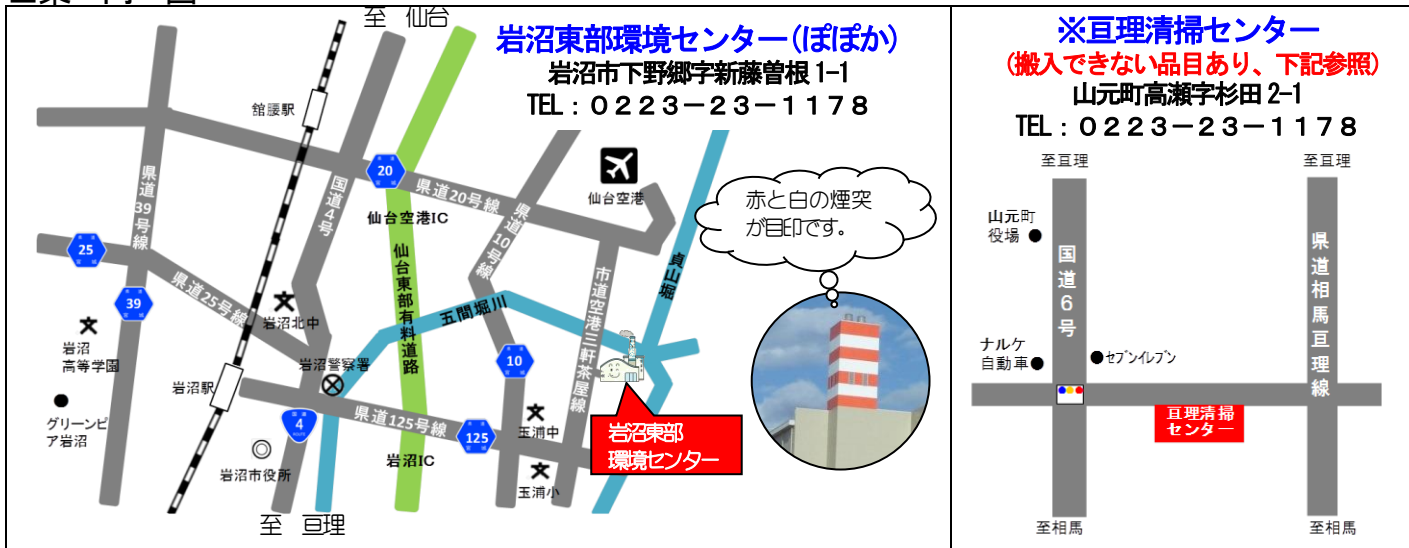 至 仙台
岩沼東部環境センター(ぽぽか)
岩沼市下野郷字新藤曽根 1-1
TEL：０２２３－２３－１１７８
舘腰駅
県道39号線
国道4号
20
県道20号線
仙台空港
仙台空港IC
県道10号線
赤と白の煙突
が目印です。
25
県道25号線
39
仙台東部有料道路
五間堀川
市道空港三軒茶屋線
貞山堀
岩沼北中
岩沼
高等学園
岩沼警察署
10
岩沼駅
グリーンピ
ア岩沼
4
県道125号線
125
玉浦中
岩沼東部
環境センター
岩沼市役所
岩沼IC
玉浦小
至 亘理
※亘理清掃センター
(搬入できない品目あり、下記参照)
山元町高瀬字杉田 2-1
TEL：０２２３－２３－１１７８
至亘理
至亘理
山元町
役場
国道6号
県道相馬亘理線
ナルケ
自動車
セブンイレブン
亘理清掃
センター
至相馬
至相馬